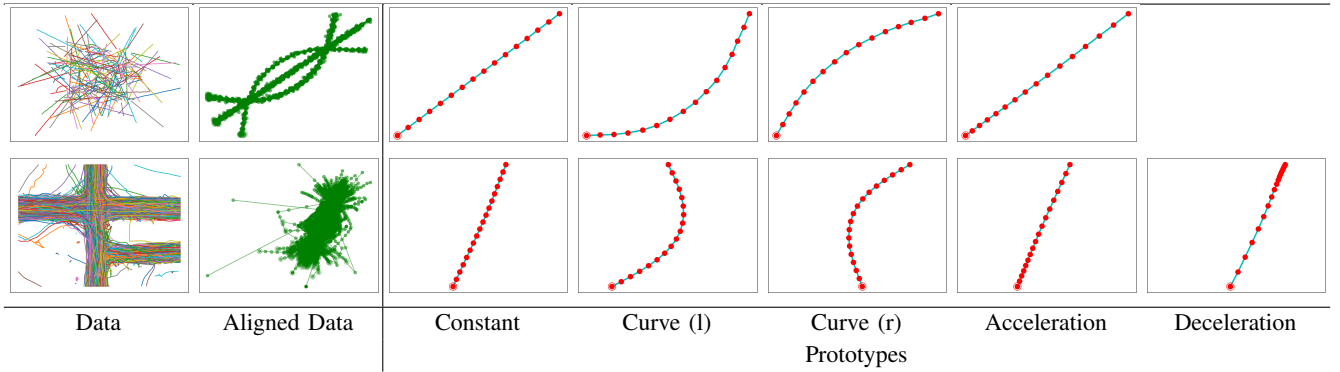 Data Aligned Data Constant Curve (l) Curve (r) Acceleration Deceleration
Prototypes